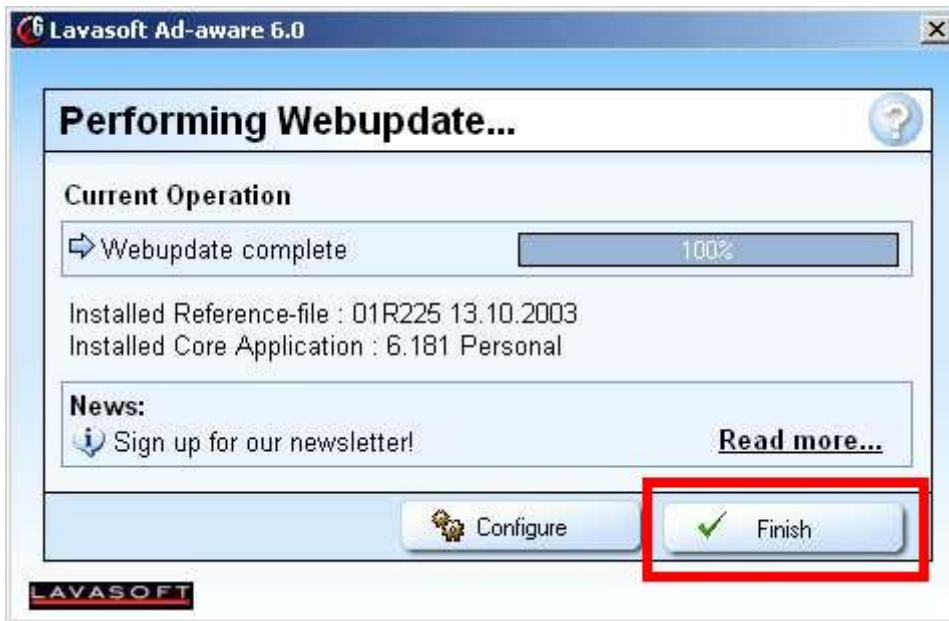 6 Lavasoft Ad-aware 6.0
Performing Webupdate...
?
Current Operation
Webupdate complete 100%
Installed Reference-file : 01R225 13.10.2003
Installed Core Application : 6.181 Personal
News:
i Sign up for our newsletter! Read more...
Configure Finish
LAVASOFT